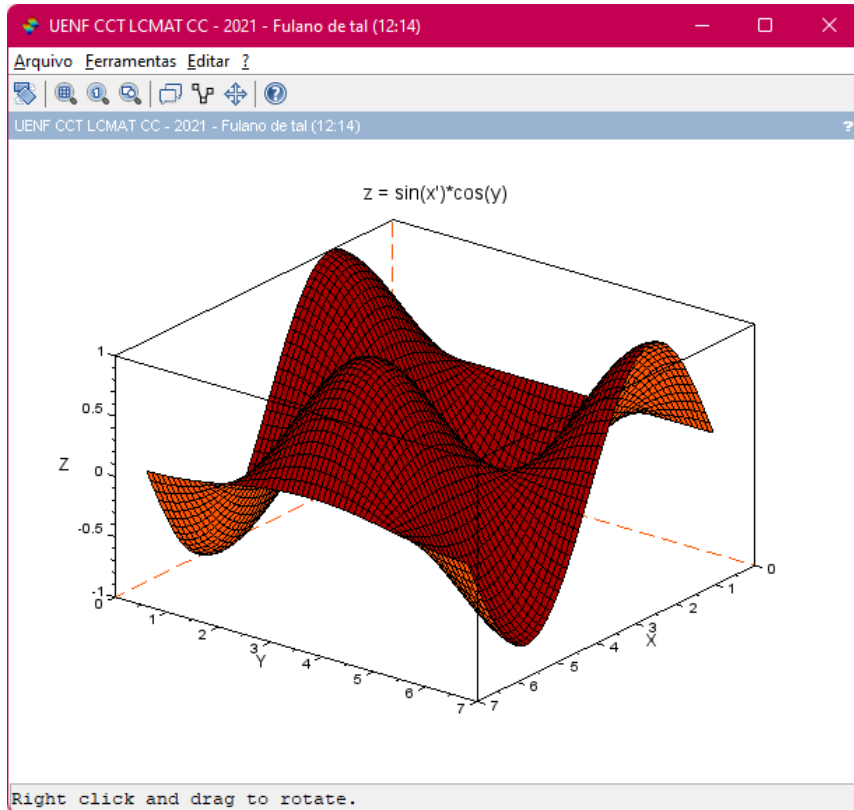 UENF CCT LCMAT CC - 2021 - Fulano de tal (12:14)
Arquivo Ferramentas Editar ?
UENF CCT LCMAT CC - 2021 - Fulano de tal (12:14) ?
z = sin(x')*cos(y)
1
0.5
Z
0
-0.5
-1
0
1
2
3
Y
4
5
6
7
7
6
5
4
X
3
2
1
0
Right click and drag to rotate.